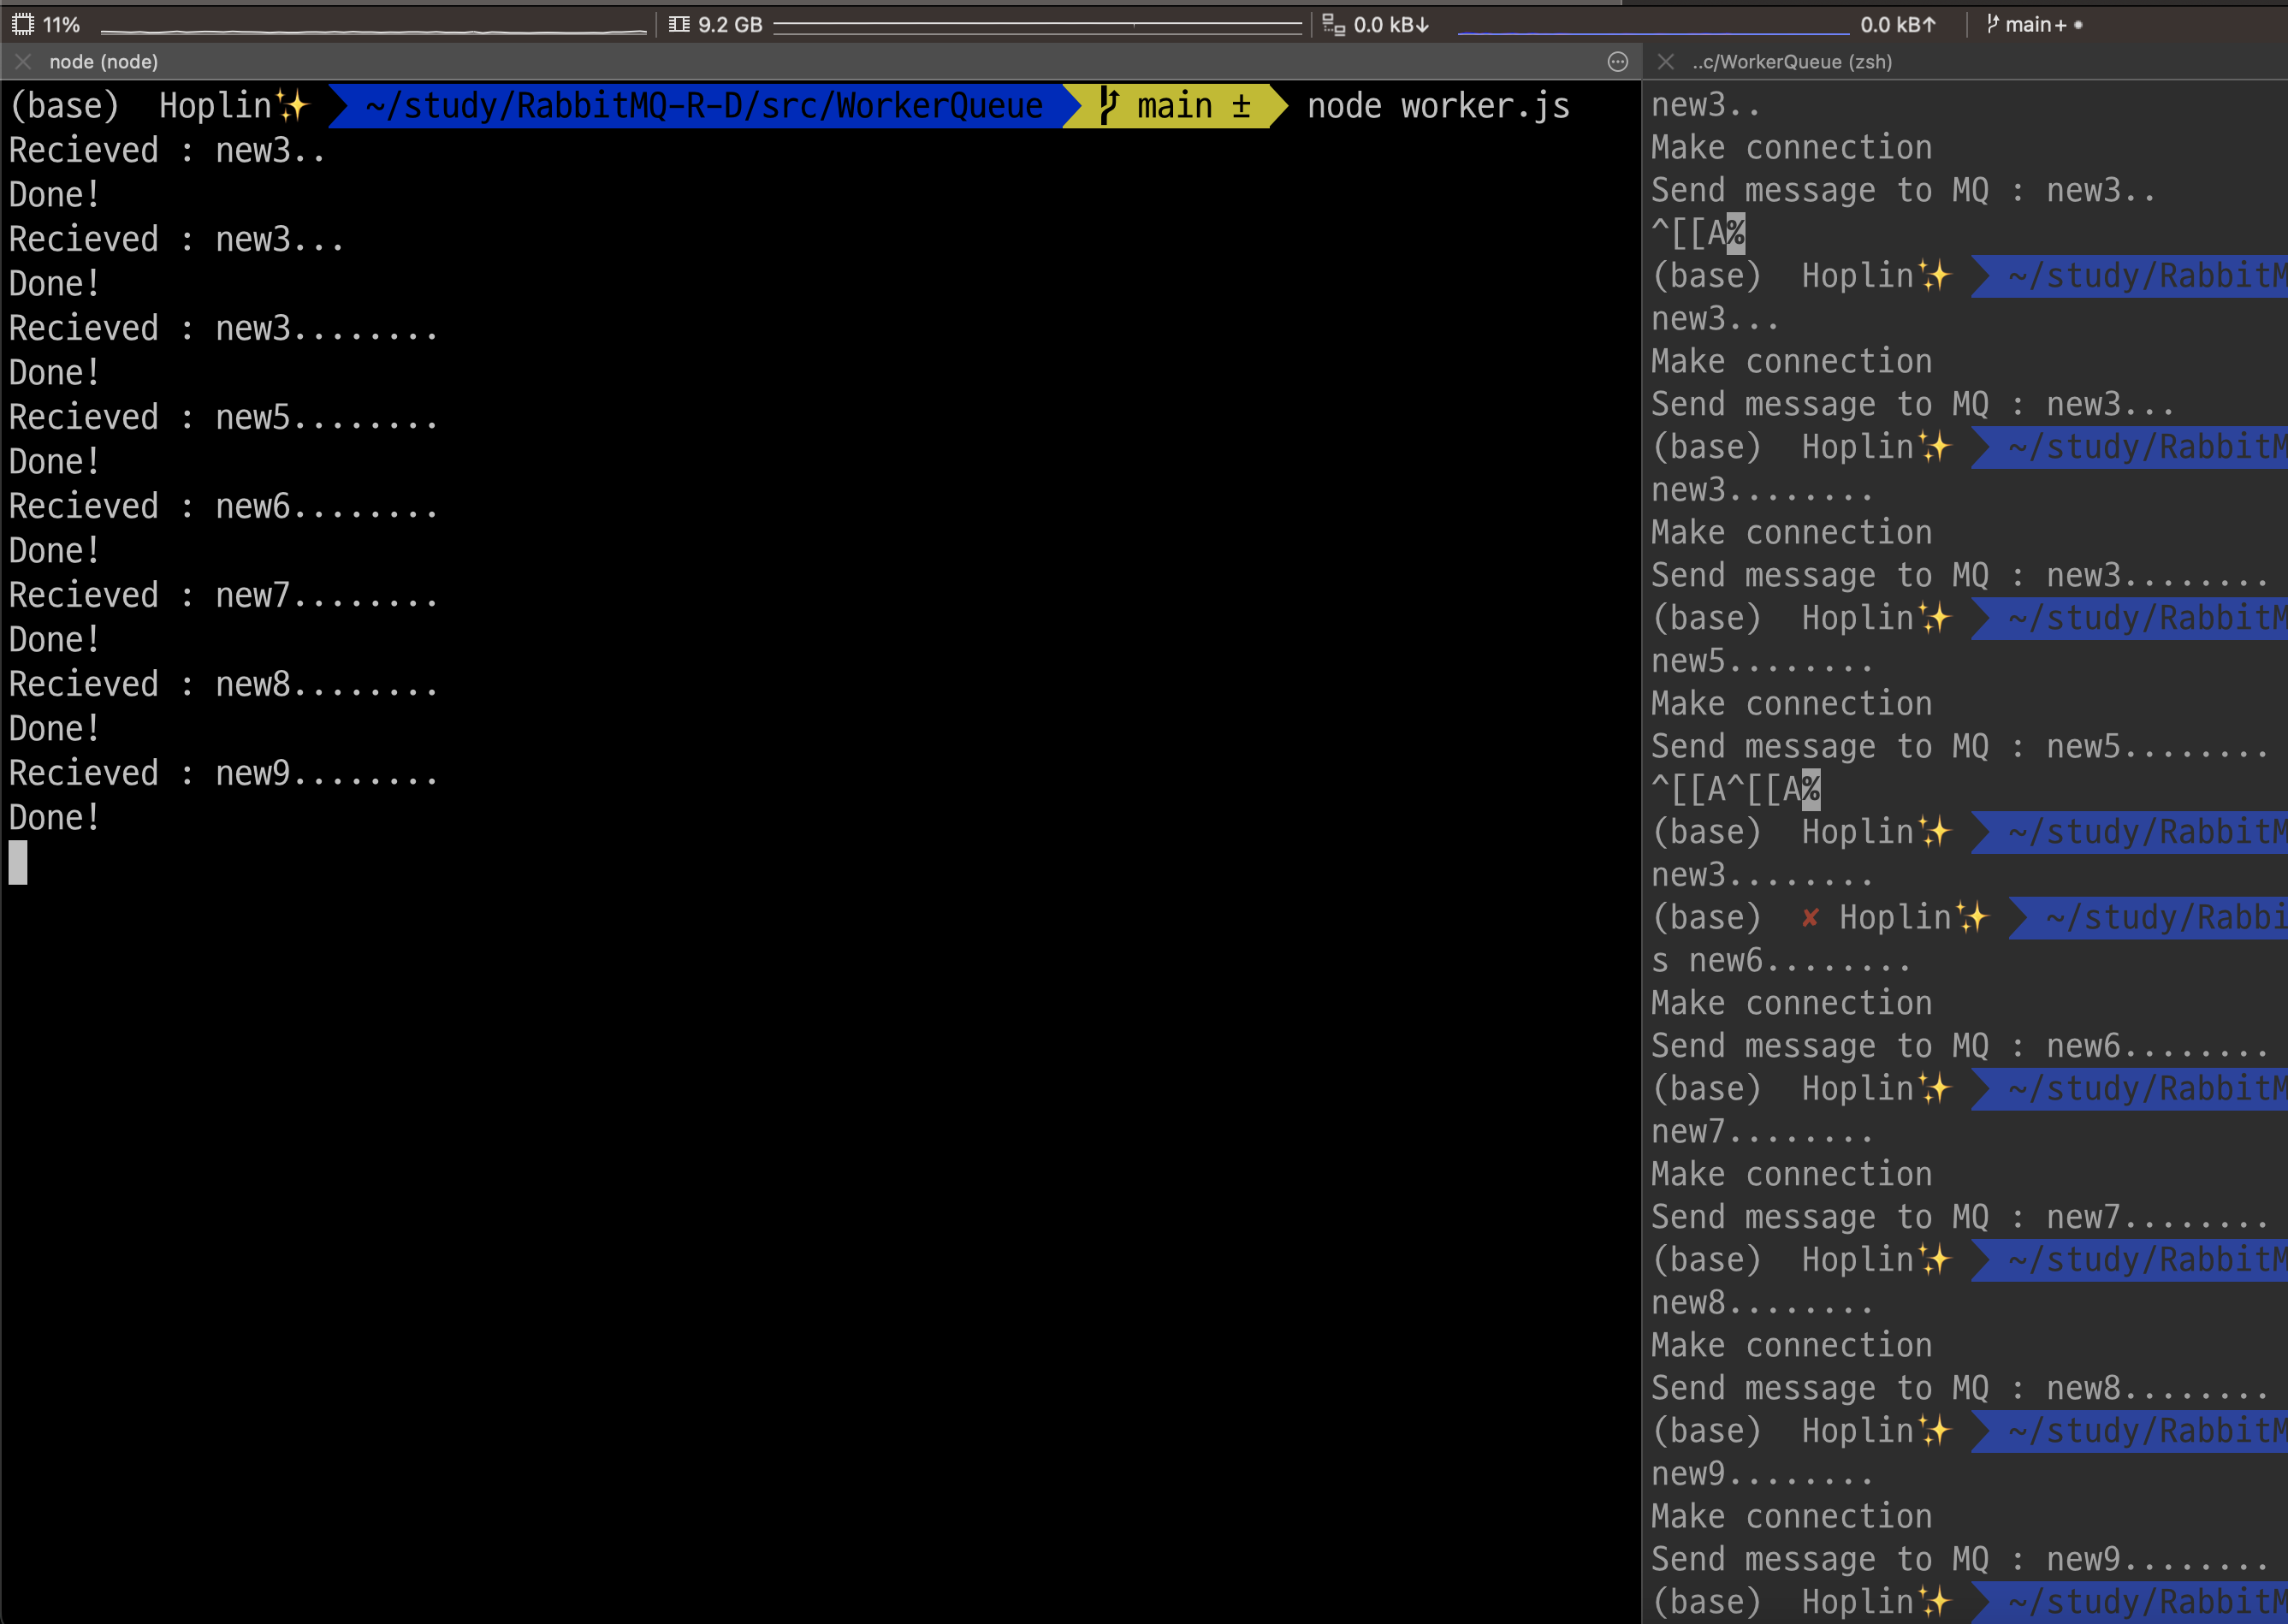 11%
9.2 GB
0.0 kB↓
0.0 kB↑
main+ •
node (node)
(base) Hoplin✨ ~/study/RabbitMQ-R-D/src/WorkerQueue main ± node worker.js
Recieved : new3..
Done!
Recieved : new3...
Done!
Recieved : new3........
Done!
Recieved : new5........
Done!
Recieved : new6........
Done!
Recieved : new7........
Done!
Recieved : new8........
Done!
Recieved : new9........
Done!
..c/WorkerQueue (zsh)
new3..
Make connection
Send message to MQ : new3..
^[[A%
(base) Hoplin✨ ~/study/RabbitM
new3...
Make connection
Send message to MQ : new3...
(base) Hoplin✨ ~/study/RabbitM
new3........
Make connection
Send message to MQ : new3........
(base) Hoplin✨ ~/study/RabbitM
new5........
Make connection
Send message to MQ : new5........
^[[A^[[A%
(base) Hoplin✨ ~/study/RabbitM
new3........
(base) ✘ Hoplin✨ ~/study/Rabbi
s new6........
Make connection
Send message to MQ : new6........
(base) Hoplin✨ ~/study/RabbitM
new7........
Make connection
Send message to MQ : new7........
(base) Hoplin✨ ~/study/RabbitM
new8........
Make connection
Send message to MQ : new8........
(base) Hoplin✨ ~/study/RabbitM
new9........
Make connection
Send message to MQ : new9........
(base) Hoplin✨ ~/study/RabbitM